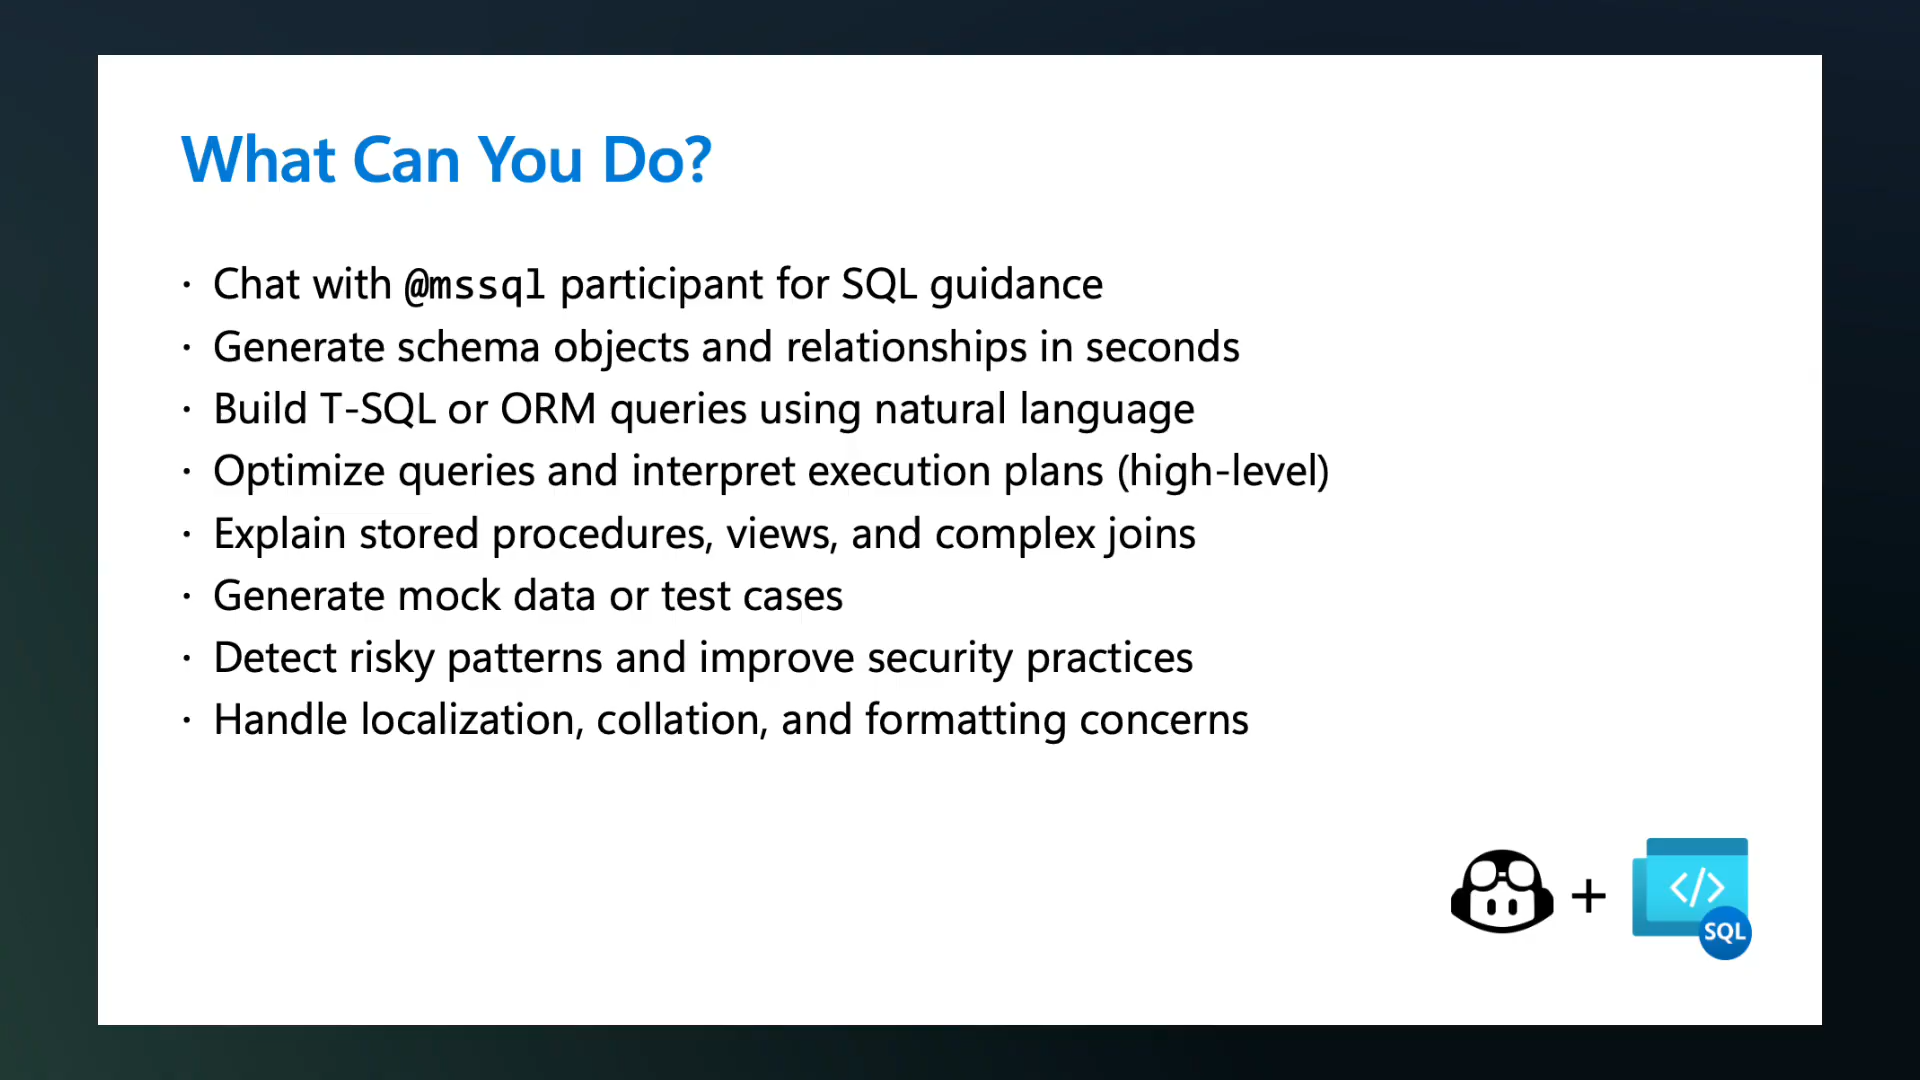 What Can You Do?
· Chat with @mssql participant for SQL guidance
· Generate schema objects and relationships in seconds
· Build T-SQL or ORM queries using natural language
· Optimize queries and interpret execution plans (high-level)
· Explain stored procedures, views, and complex joins
· Generate mock data or test cases
· Detect risky patterns and improve security practices
· Handle localization, collation, and formatting concerns
+
</>
SQL